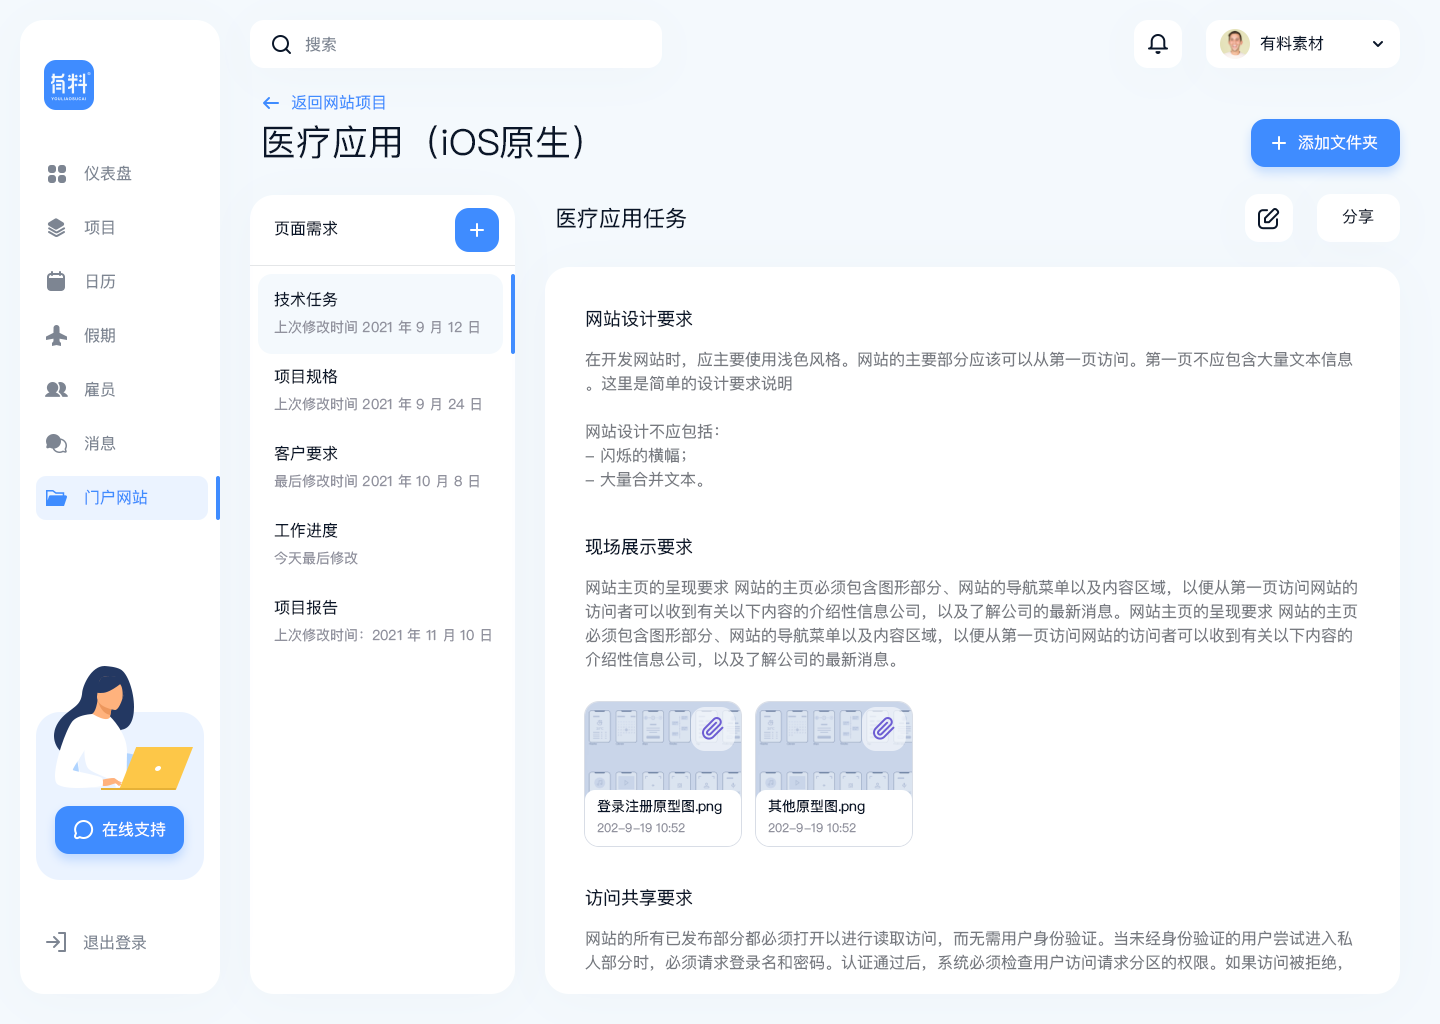 有料
YOULIAOSUCAI
搜索
有料素材
返回网站项目
医疗应用（iOS原生）
添加文件夹
仪表盘
项目
日历
假期
雇员
消息
门户网站
在线支持
退出登录
页面需求
技术任务
上次修改时间 2021 年 9 月 12 日
项目规格
上次修改时间 2021 年 9 月 24 日
客户要求
最后修改时间 2021 年 10 月 8 日
工作进度
今天最后修改
项目报告
上次修改时间：2021 年 11 月 10 日
医疗应用任务
分享
网站设计要求
在开发网站时，应主要使用浅色风格。网站的主要部分应该可以从第一页访问。第一页不应包含大量文本信息
。这里是简单的设计要求说明
网站设计不应包括：
– 闪烁的横幅；
– 大量合并文本。
现场展示要求
网站主页的呈现要求 网站的主页必须包含图形部分、网站的导航菜单以及内容区域，以便从第一页访问网站的
访问者可以收到有关以下内容的介绍性信息公司，以及了解公司的最新消息。网站主页的呈现要求 网站的主页
必须包含图形部分、网站的导航菜单以及内容区域，以便从第一页访问网站的访问者可以收到有关以下内容的
介绍性信息公司，以及了解公司的最新消息。
登录注册原型图.png
202–9–19 10:52
其他原型图.png
202–9–19 10:52
访问共享要求
网站的所有已发布部分都必须打开以进行读取访问，而无需用户身份验证。当未经身份验证的用户尝试进入私
人部分时，必须请求登录名和密码。认证通过后，系统必须检查用户访问请求分区的权限。如果访问被拒绝，